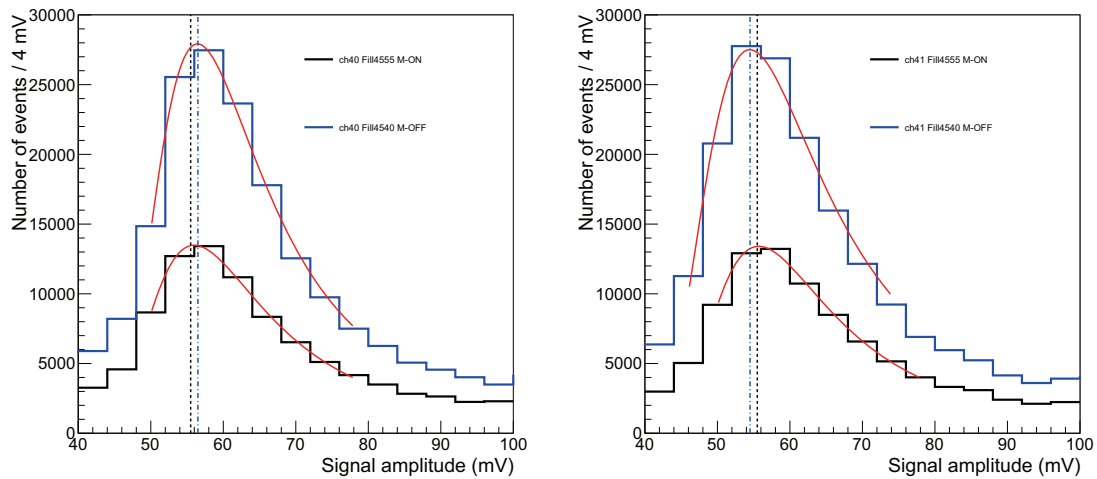 Number of events / 4 mV
30000
25000
20000
15000
10000
5000
0
40 50 60 70 80 90 100
Signal amplitude (mV)
ch40 Fill4555 M-ON
ch40 Fill4540 M-OFF
Number of events / 4 mV
30000
25000
20000
15000
10000
5000
0
40 50 60 70 80 90 100
Signal amplitude (mV)
ch41 Fill4555 M-ON
ch41 Fill4540 M-OFF